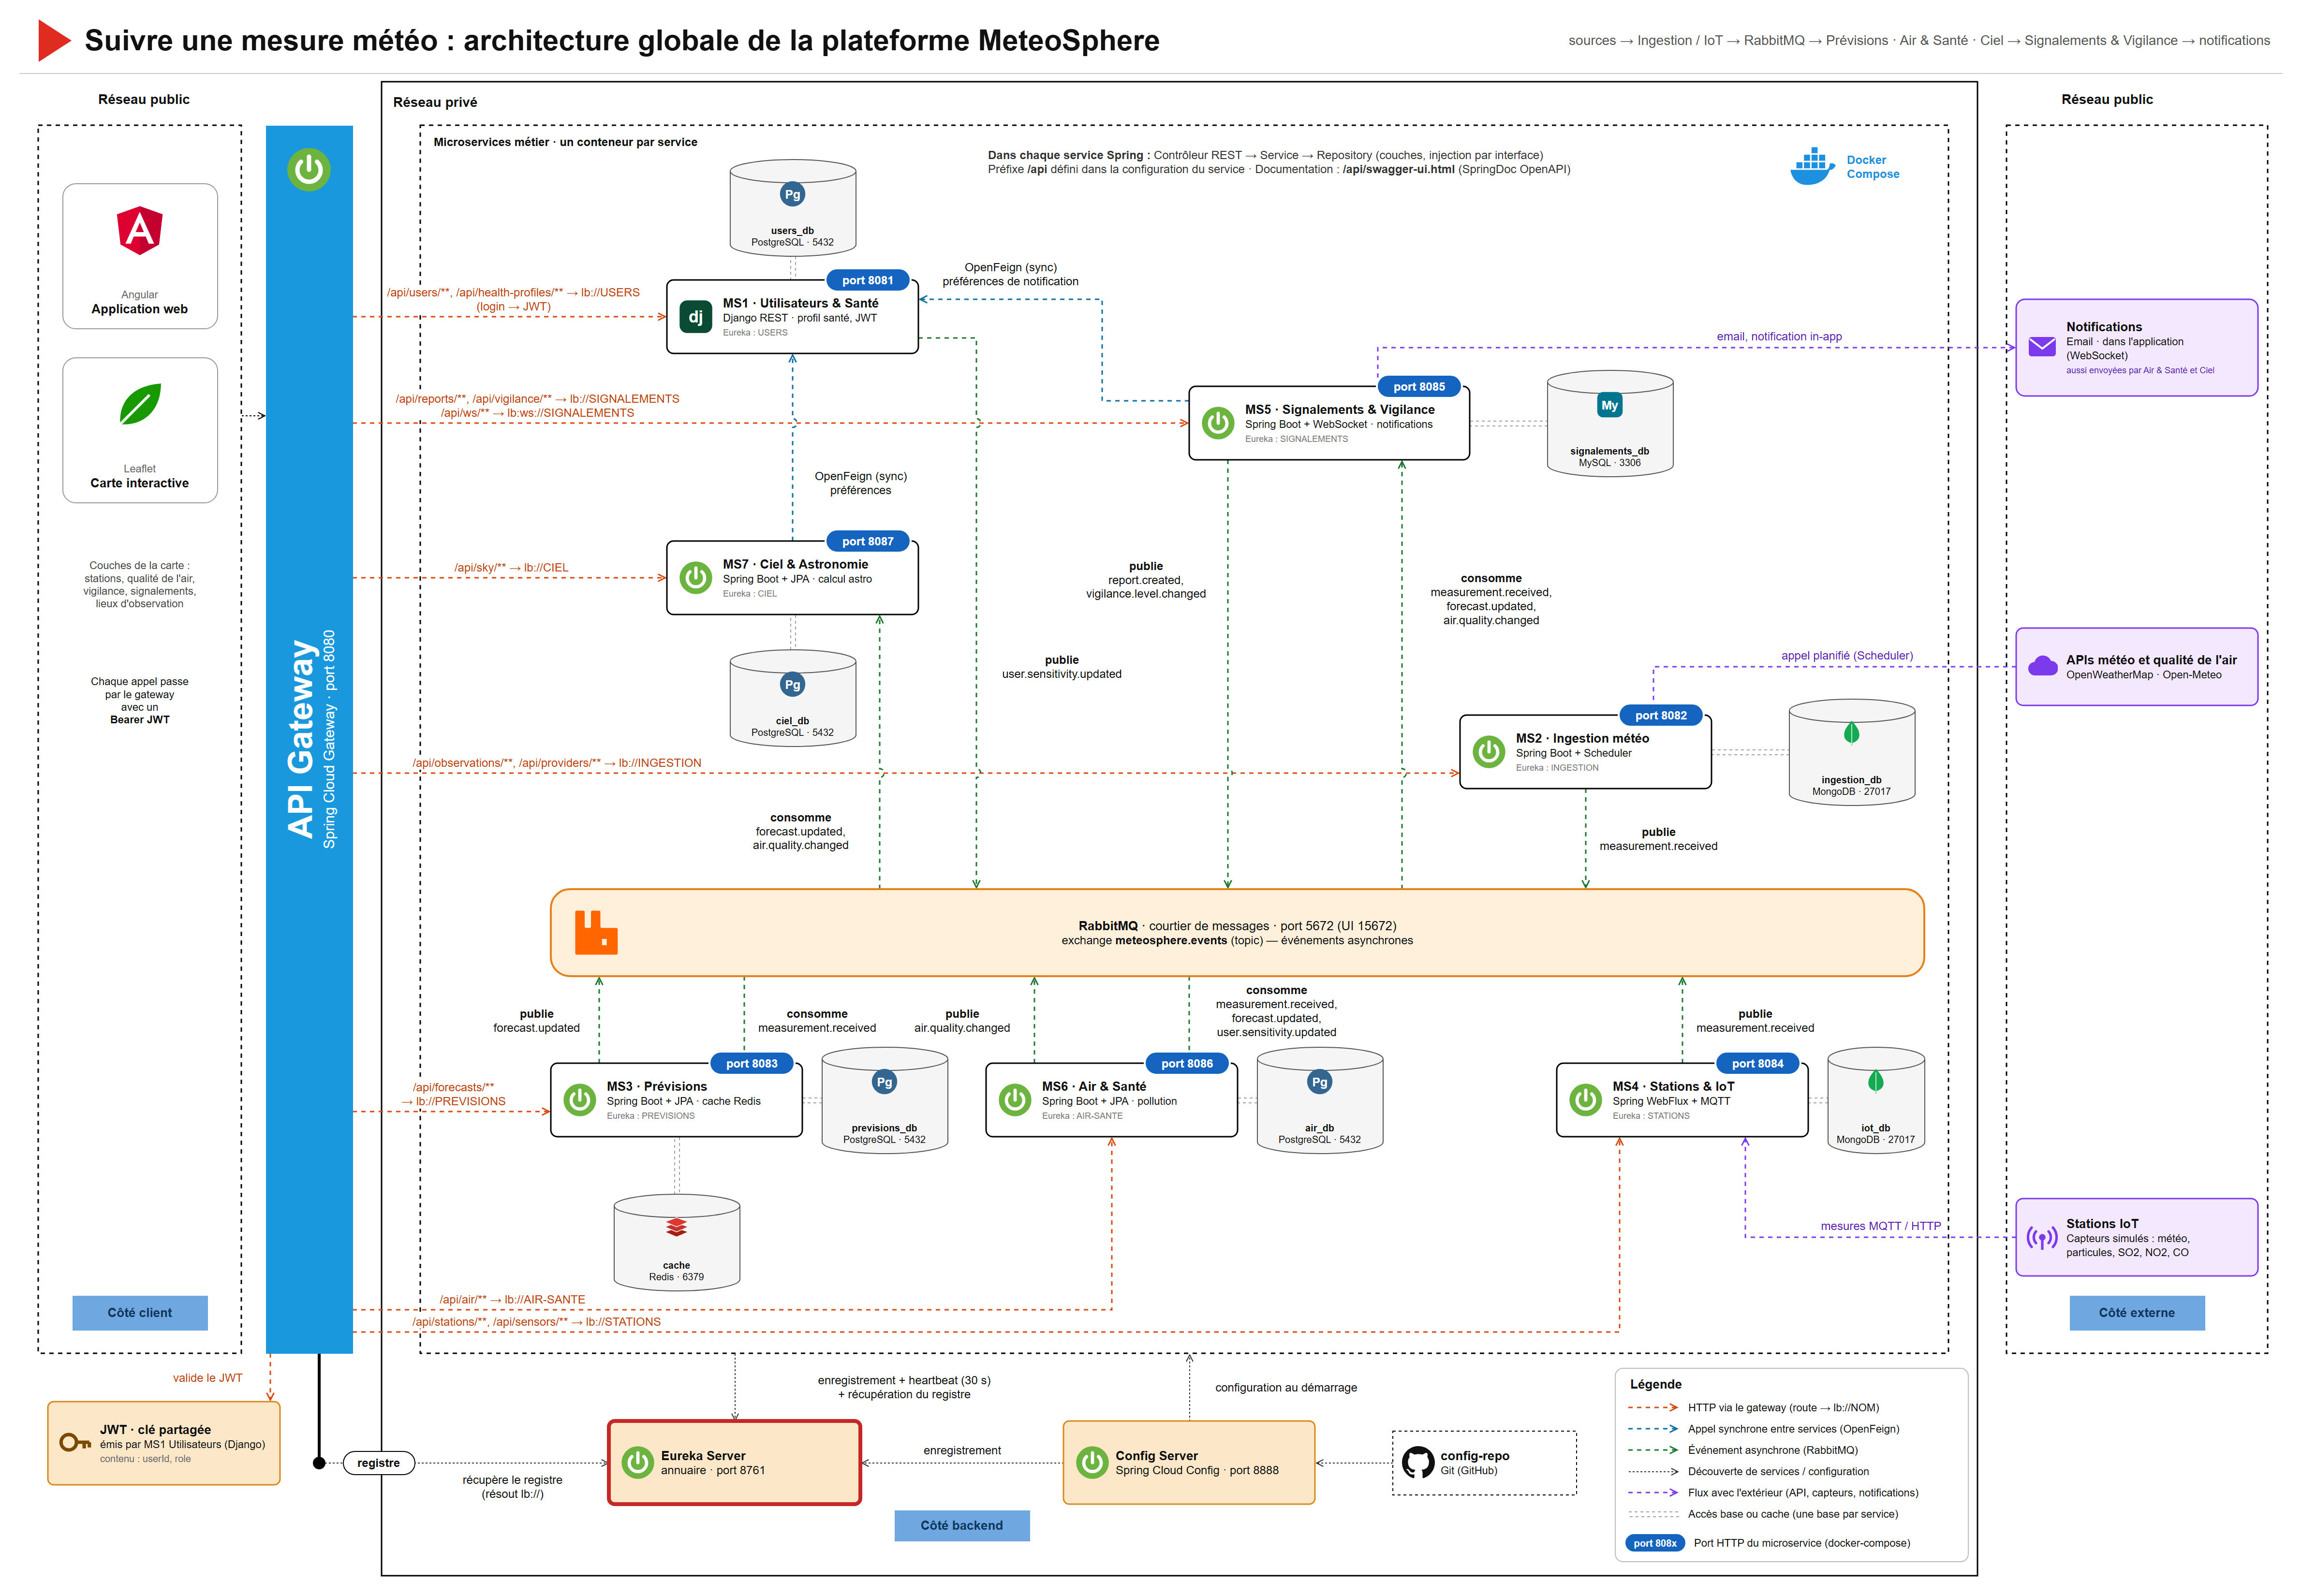 Suivre une mesure météo : architecture globale de la plateforme MeteoSphere
sources → Ingestion / IoT → RabbitMQ → Prévisions · Air & Santé · Ciel → Signalements & Vigilance → notifications
Réseau public
Angular
Application web
Leaflet
Carte interactive
Couches de la carte :
stations, qualité de l'air,
vigilance, signalements,
lieux d'observation
Chaque appel passe
par le gateway
avec un
Bearer JWT
Côté client
API Gateway
Spring Cloud Gateway · port 8080
valide le JWT
JWT · clé partagée
émis par MS1 Utilisateurs (Django)
contenu : userId, role
registre
Réseau privé
Microservices métier · un conteneur par service
Dans chaque service Spring : Contrôleur REST → Service → Repository (couches, injection par interface)
Préfixe /api défini dans la configuration du service · Documentation : /api/swagger-ui.html (SpringDoc OpenAPI)
Docker
Compose
Pg
users_db
PostgreSQL · 5432
/api/users/**, /api/health-profiles/** → lb://USERS
(login → JWT)
port 8081
dj
MS1 · Utilisateurs & Santé
Django REST · profil santé, JWT
Eureka : USERS
OpenFeign (sync)
préférences de notification
email, notification in-app
/api/reports/**, /api/vigilance/** → lb://SIGNALEMENTS
/api/ws/** → lb:ws://SIGNALEMENTS
port 8085
MS5 · Signalements & Vigilance
Spring Boot + WebSocket · notifications
Eureka : SIGNALEMENTS
My
signalements_db
MySQL · 3306
OpenFeign (sync)
préférences
/api/sky/** → lb://CIEL
port 8087
MS7 · Ciel & Astronomie
Spring Boot + JPA · calcul astro
Eureka : CIEL
publie
report.created,
vigilance.level.changed
consomme
measurement.received,
forecast.updated,
air.quality.changed
publie
user.sensitivity.updated
appel planifié (Scheduler)
Pg
ciel_db
PostgreSQL · 5432
/api/observations/**, /api/providers/** → lb://INGESTION
port 8082
MS2 · Ingestion météo
Spring Boot + Scheduler
Eureka : INGESTION
ingestion_db
MongoDB · 27017
consomme
forecast.updated,
air.quality.changed
publie
measurement.received
RabbitMQ · courtier de messages · port 5672 (UI 15672)
exchange meteosphere.events (topic) — événements asynchrones
publie
forecast.updated
consomme
measurement.received
publie
air.quality.changed
consomme
measurement.received,
forecast.updated,
user.sensitivity.updated
publie
measurement.received
/api/forecasts/**
→ lb://PREVISIONS
port 8083
MS3 · Prévisions
Spring Boot + JPA · cache Redis
Eureka : PREVISIONS
Pg
previsions_db
PostgreSQL · 5432
port 8086
MS6 · Air & Santé
Spring Boot + JPA · pollution
Eureka : AIR-SANTE
Pg
air_db
PostgreSQL · 5432
port 8084
MS4 · Stations & IoT
Spring WebFlux + MQTT
Eureka : STATIONS
iot_db
MongoDB · 27017
mesures MQTT / HTTP
cache
Redis · 6379
/api/air/** → lb://AIR-SANTE
/api/stations/**, /api/sensors/** → lb://STATIONS
enregistrement + heartbeat (30 s)
+ récupération du registre
configuration au démarrage
récupère le registre
(résout lb://)
Eureka Server
annuaire · port 8761
enregistrement
Config Server
Spring Cloud Config · port 8888
config-repo
Git (GitHub)
Côté backend
Légende
HTTP via le gateway (route → lb://NOM)
Appel synchrone entre services (OpenFeign)
Événement asynchrone (RabbitMQ)
Découverte de services / configuration
Flux avec l'extérieur (API, capteurs, notifications)
Accès base ou cache (une base par service)
port 808x
Port HTTP du microservice (docker-compose)
Réseau public
Notifications
Email · dans l'application
(WebSocket)
aussi envoyées par Air & Santé et Ciel
APIs météo et qualité de l'air
OpenWeatherMap · Open-Meteo
Stations IoT
Capteurs simulés : météo,
particules, SO2, NO2, CO
Côté externe